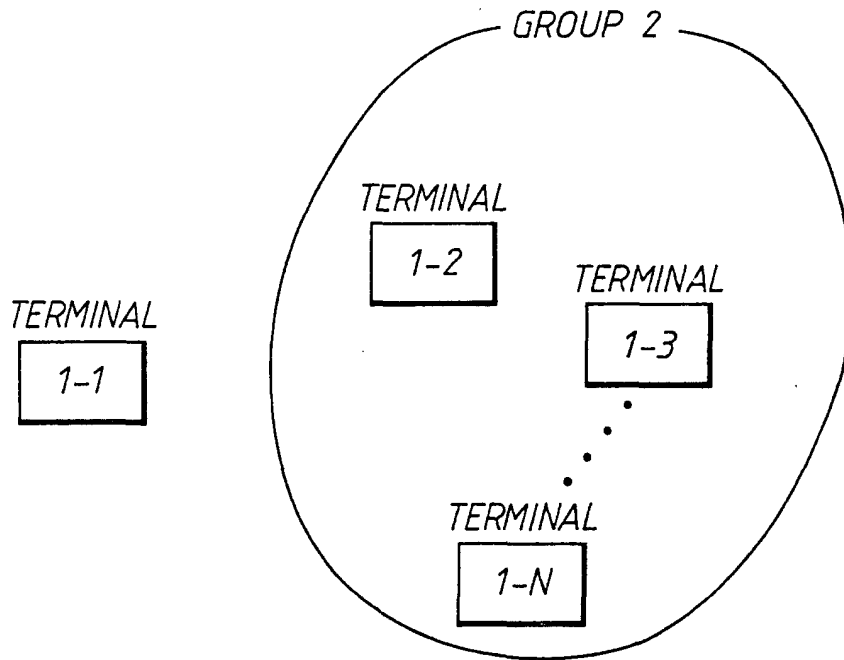 GROUP 2
TERMINAL
1-2
TERMINAL
1-3
TERMINAL
1-1
TERMINAL
1-N